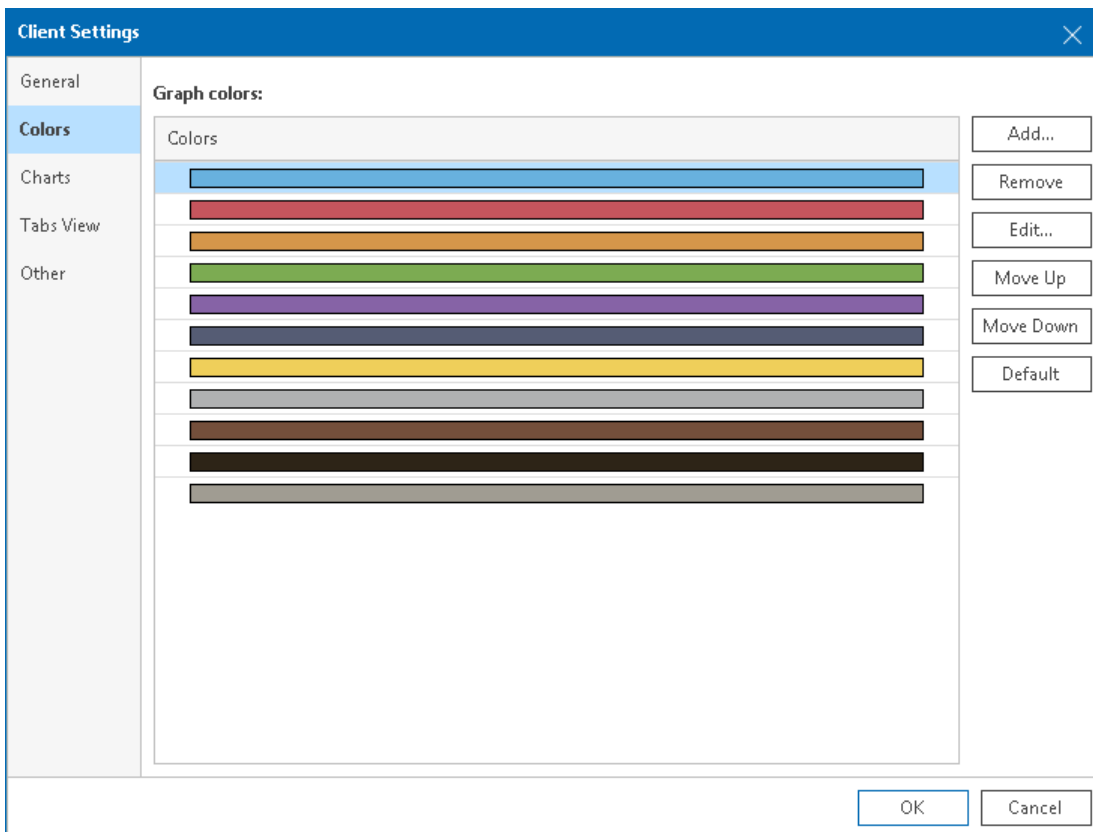 Client Settings
General
Colors
Charts
Tabs View
Other
Graph colors:
Colors
Add...
Remove
Edit...
Move Up
Move Down
Default
OK
Cancel